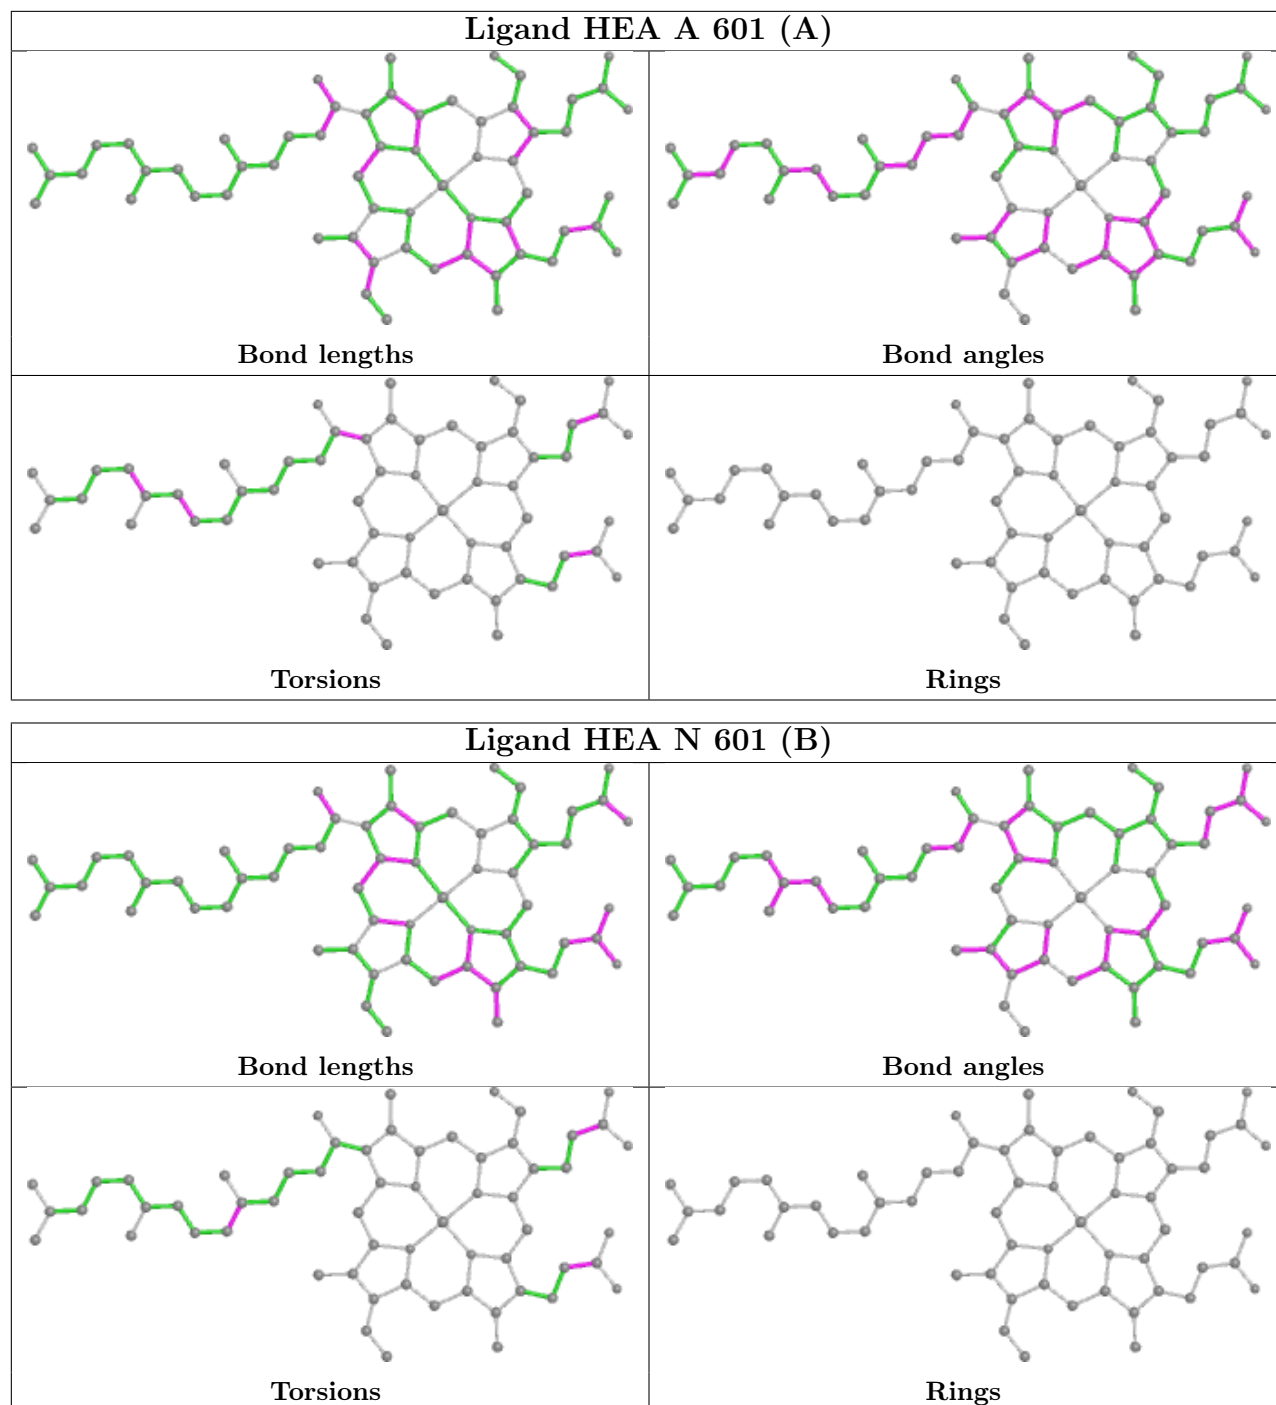 Ligand HEA A 601 (A)
Bond lengths
Bond angles
Torsions
Rings
Ligand HEA N 601 (B)
Bond lengths
Bond angles
Torsions
Rings